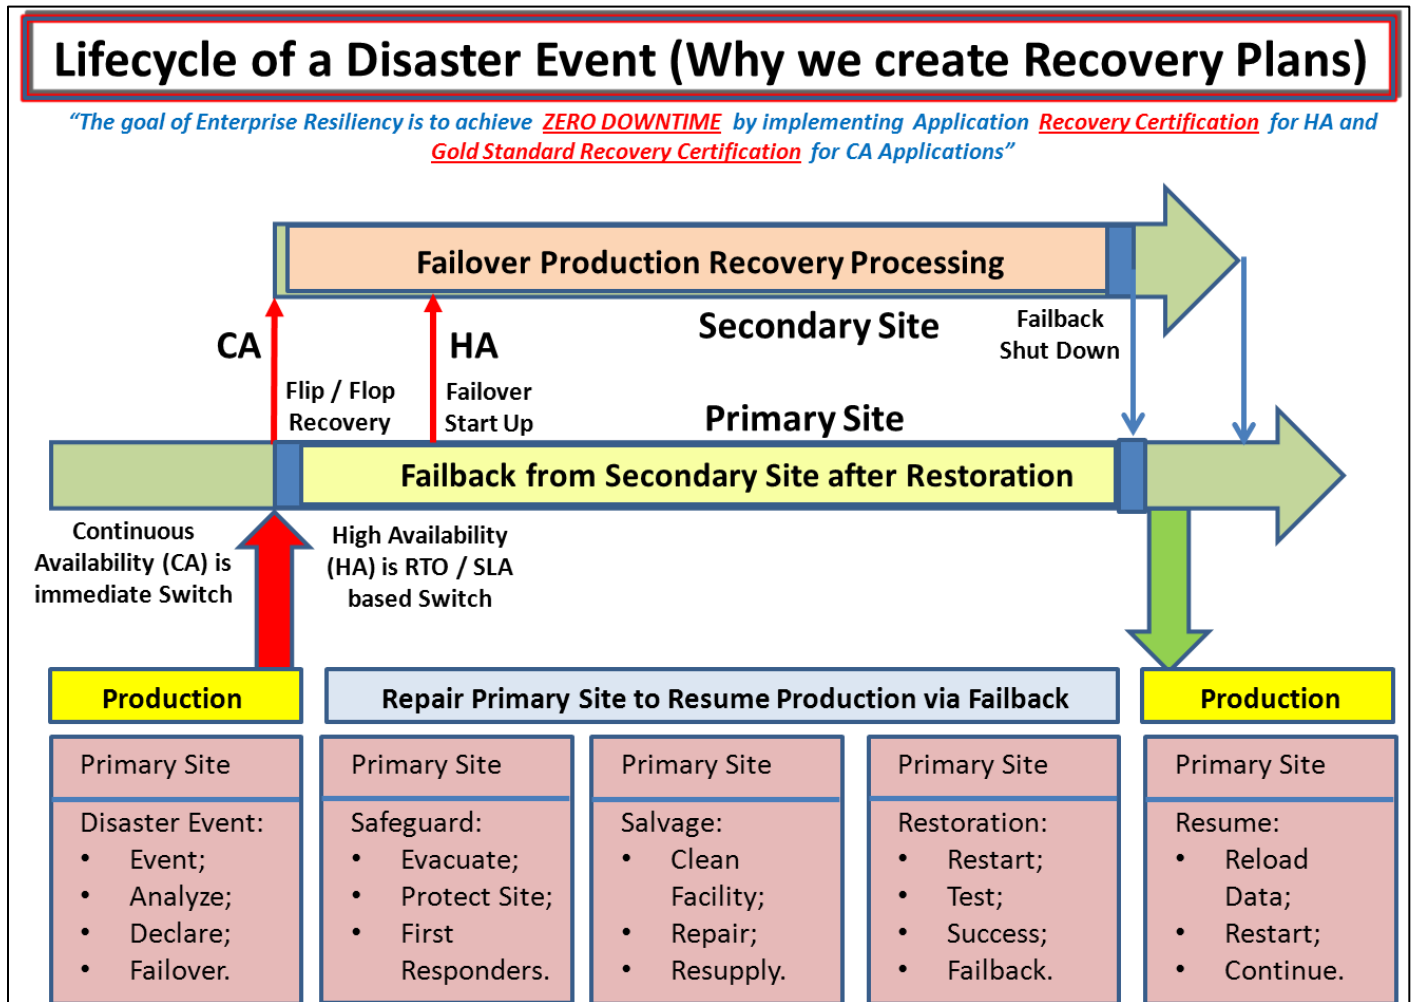 Lifecycle of a Disaster Event (Why we create Recovery Plans)
“The goal of Enterprise Resiliency is to achieve ZERO DOWNTIME by implementing Application Recovery Certification for HA and
Gold Standard Recovery Certification for CA Applications”
Failover Production Recovery Processing
Secondary Site
Failback
Shut Down
CA
Flip / Flop
Recovery
HA
Failover
Start Up
Primary Site
Failback from Secondary Site after Restoration
Continuous
Availability (CA) is
immediate Switch
High Availability
(HA) is RTO / SLA
based Switch
Production
Repair Primary Site to Resume Production via Failback
Production
Primary Site
Disaster Event:
• Event;
• Analyze;
• Declare;
• Failover.
Primary Site
Safeguard:
• Evacuate;
• Protect Site;
• First
Responders.
Primary Site
Salvage:
• Clean
Facility;
• Repair;
• Resupply.
Primary Site
Restoration:
• Restart;
• Test;
• Success;
• Failback.
Primary Site
Resume:
• Reload
Data;
• Restart;
• Continue.